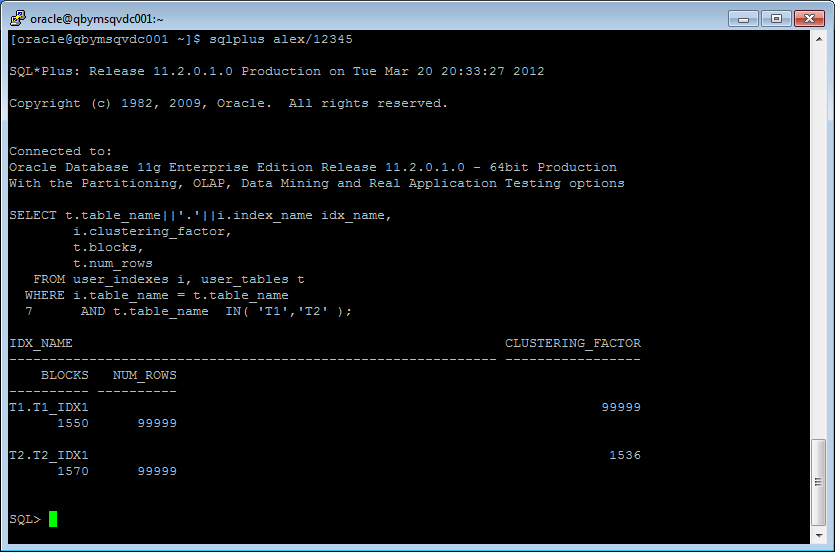 oracle@qbymsqvdc001:~
[oracle@qbymsqvdc001 ~]$ sqlplus alex/12345
SQL*Plus: Release 11.2.0.1.0 Production on Tue Mar 20 20:33:27 2012
Copyright (c) 1982, 2009, Oracle.  All rights reserved.
Connected to:
Oracle Database 11g Enterprise Edition Release 11.2.0.1.0 - 64bit Production
With the Partitioning, OLAP, Data Mining and Real Application Testing options
SELECT t.table_name||'.'||i.index_name idx_name,
        i.clustering_factor,
        t.blocks,
        t.num_rows
   FROM user_indexes i, user_tables t
  WHERE i.table_name = t.table_name
  7      AND t.table_name  IN( 'T1','T2' );
IDX_NAME                                                      CLUSTERING_FACTOR
------------------------------------------------------------- -----------------
    BLOCKS   NUM_ROWS
---------- ----------
T1.T1_IDX1                                                                99999
      1550      99999
T2.T2_IDX1                                                                 1536
      1570      99999
SQL>